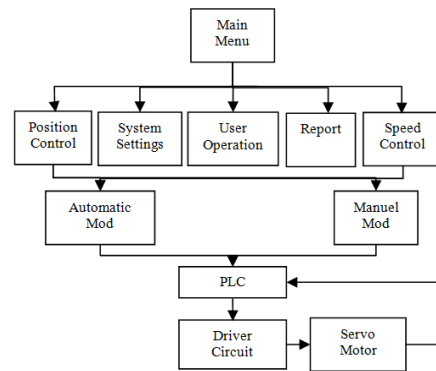 Main
Menu
Position
Control
System
Settings
User
Operation
Report
Speed
Control
Automatic
Mod
Manuel
Mod
PLC
Driver
Circuit
Servo
Motor